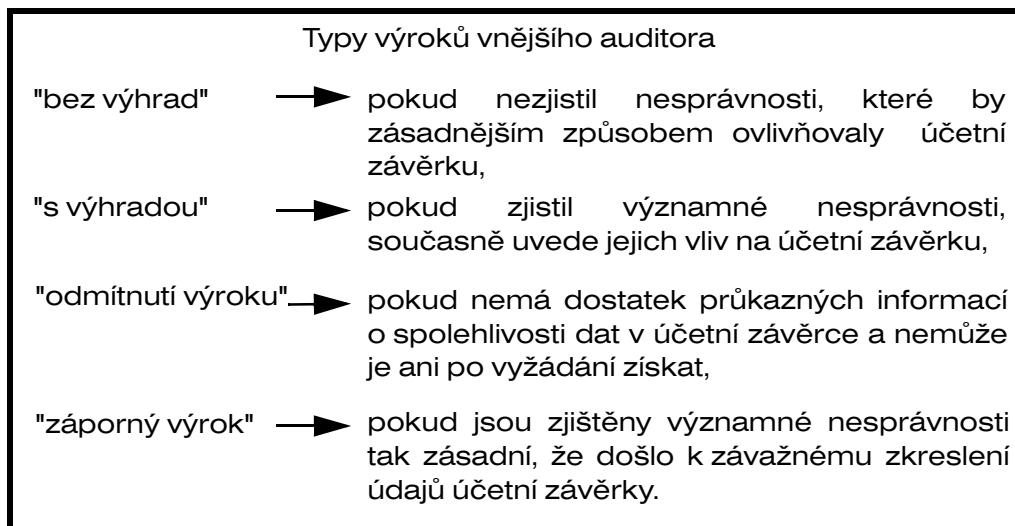 Typy výroků vnějšího auditora
"bez výhrad" pokud nezjistil nesprávnosti, které by
zásadnějším způsobem ovlivňovaly účetní
závěrku,
"s výhradou" pokud zjistil významné nesprávnosti,
současně uvede jejich vliv na účetní závěrku,
"odmítnutí výroku" pokud nemá dostatek průkazných informací
o spolehlivosti dat v účetní závěrce a nemůže
je ani po vyžádání získat,
"záporný výrok" pokud jsou zjištěny významné nesprávnosti
tak zásadní, že došlo k závažnému zkreslení
údajů účetní závěrky.